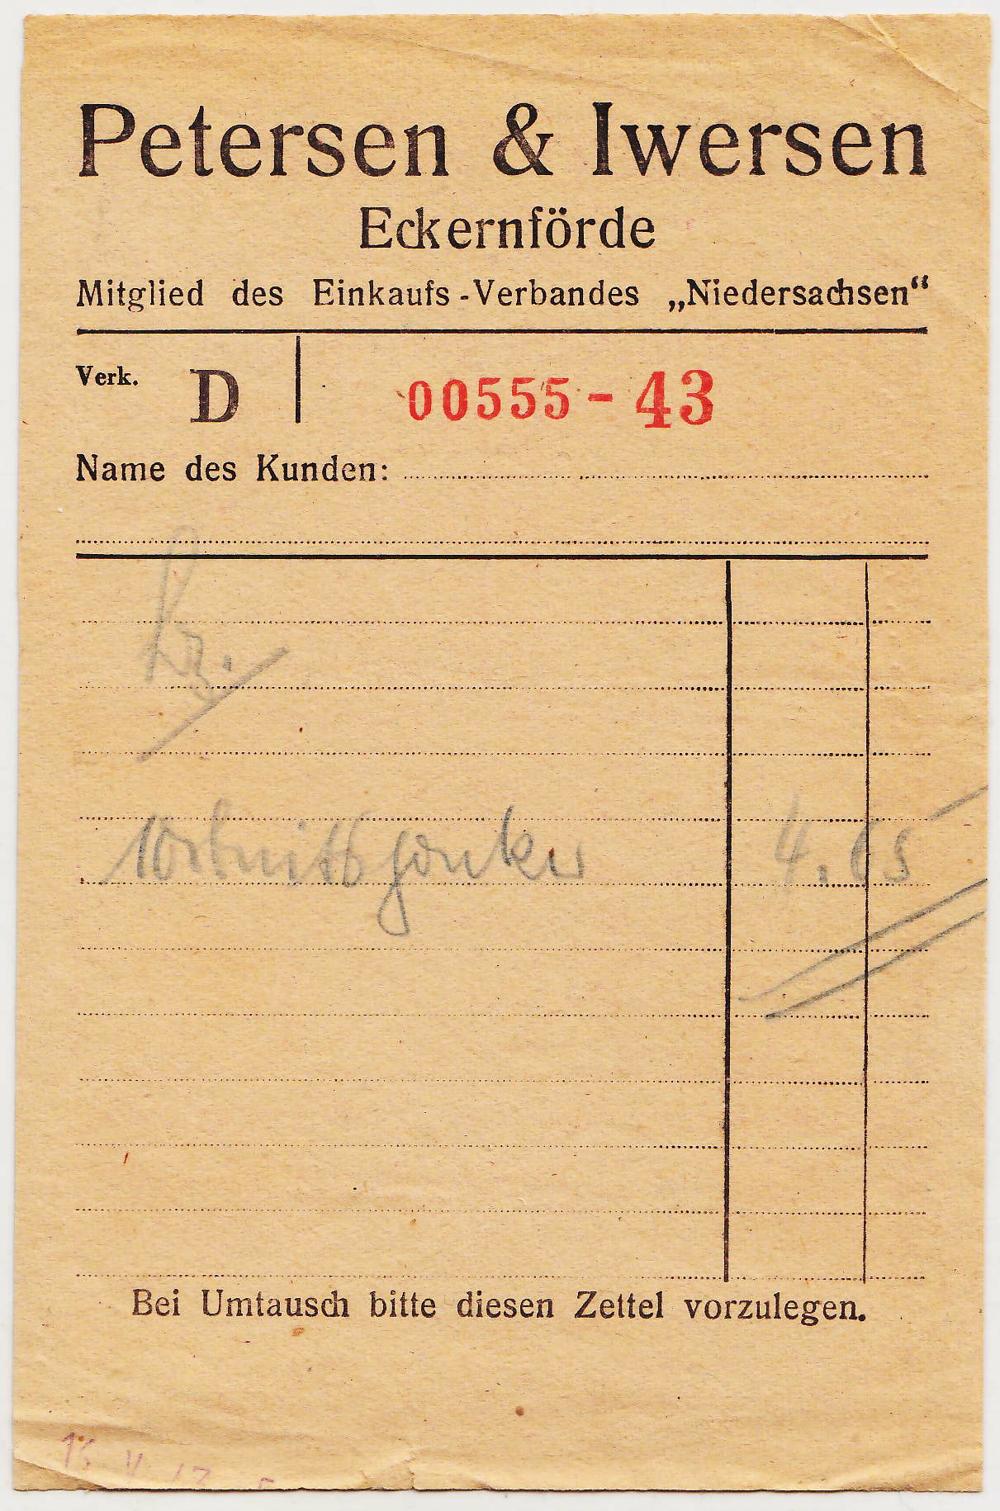 Petersen & Iwersen
Eckernförde
Mitglied des Einkaufs-Verbandes „Niedersachsen“
Verk. D 00555-43
Name des Kunden:
4.65
Bei Umtausch bitte diesen Zettel vorzulegen.